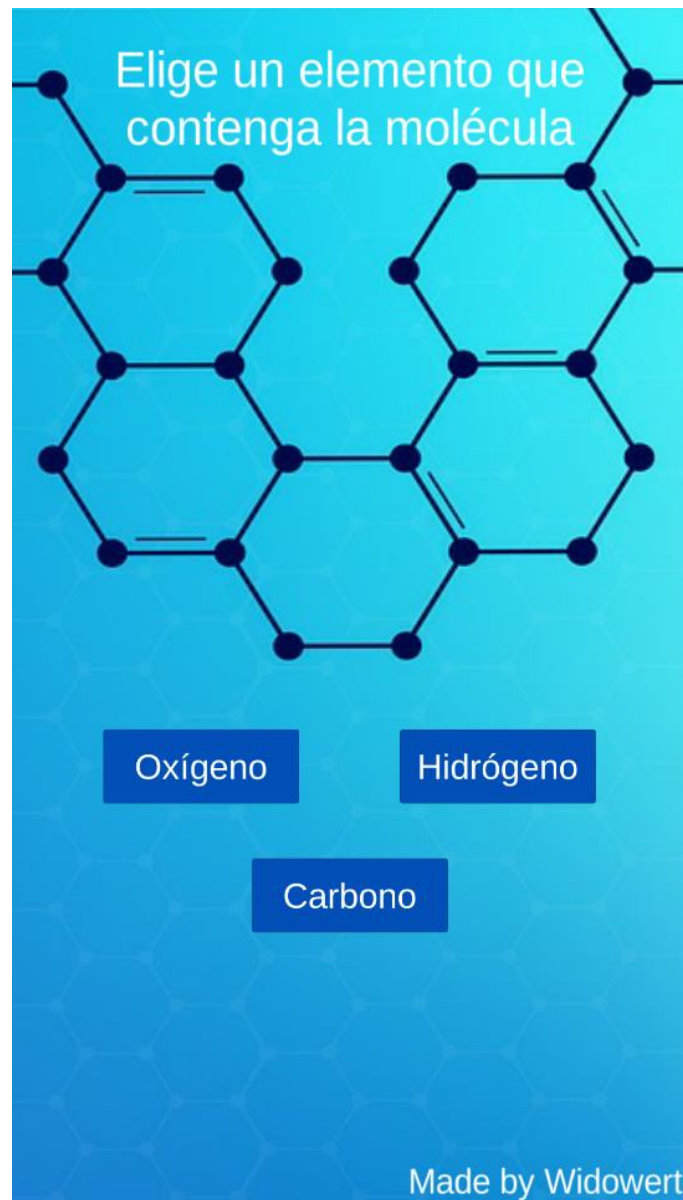 Elige un elemento que
contenga la molécula
Oxígeno
Hidrógeno
Carbono
Made by Widowert